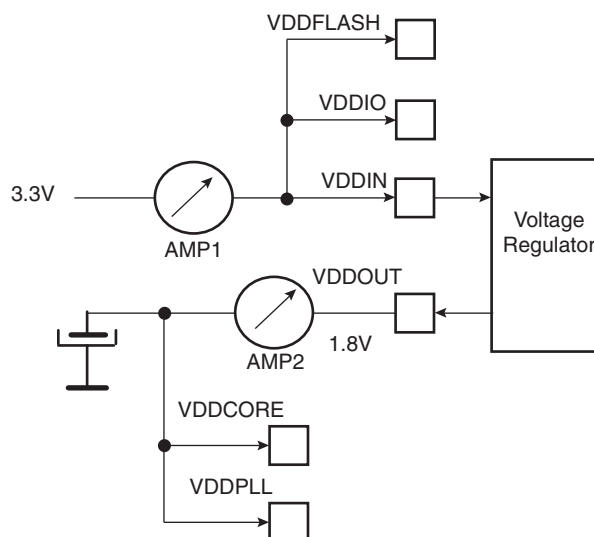 VDDFLASH
VDDIO
VDDIN
3.3V
AMP1
Voltage
Regulator
VDDOUT
1.8V
AMP2
VDDCORE
VDDPLL